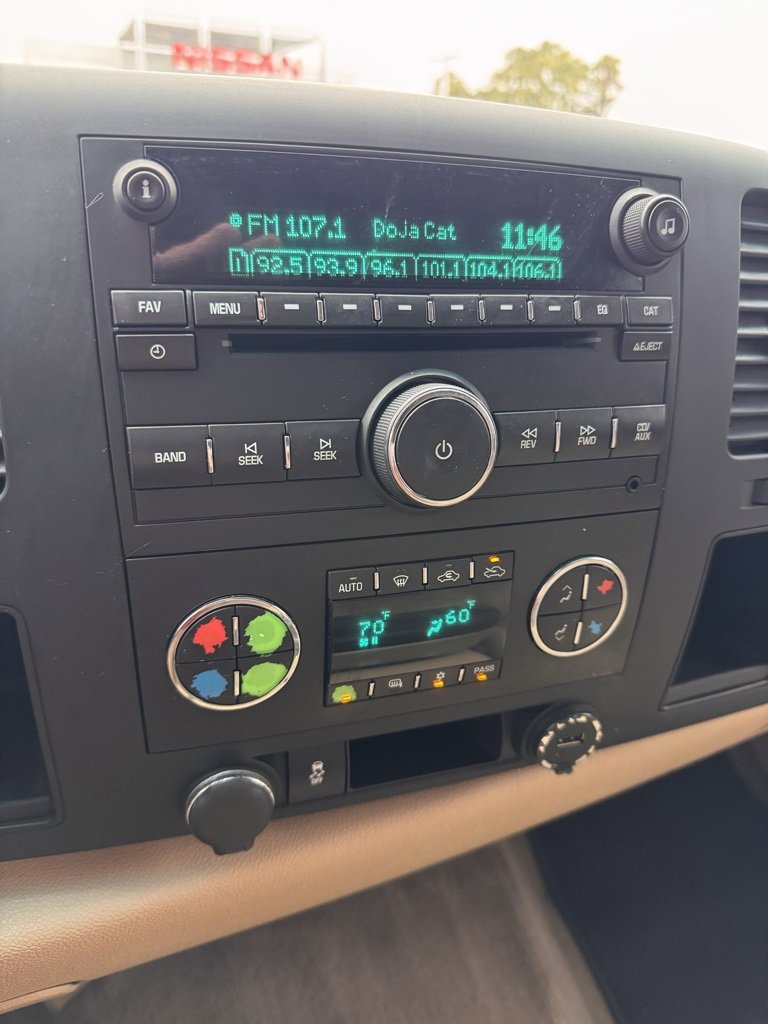 NISSAN
i
FM 107.1 DoJa Cat 11:46
1 92.5 93.9 96.1 101.1 104.1 106.1
FAV MENU EQ CAT
EJECT
BAND SEEK SEEK REV FWD CD/
AUX
AUTO
70°F 60°F
PASS
OFF